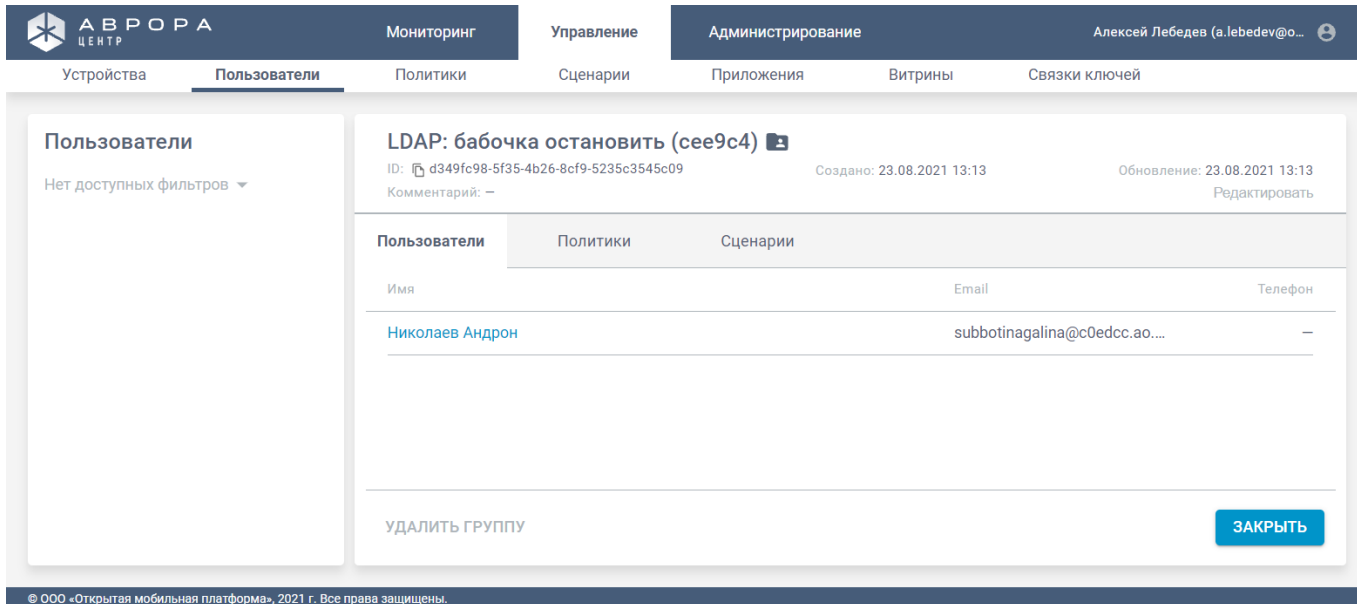 АВРОРА
ЦЕНТР
Мониторинг Управление Администрирование Алексей Лебедев (a.lebedev@o...
Устройства Пользователи Политики Сценарии Приложения Витрины Связки ключей
Пользователи
Нет доступных фильтров
LDAP: бабочка остановить (cee9c4)
ID: d349fc98-5f35-4b26-8cf9-5235c3545c09 Создано: 23.08.2021 13:13 Обновление: 23.08.2021 13:13
Комментарий: — Редактировать
Пользователи Политики Сценарии
Имя Email Телефон
Николаев Андрон subbotinagalina@c0edcc.ao.... —
УДАЛИТЬ ГРУППУ ЗАКРЫТЬ
© ООО «Открытая мобильная платформа», 2021 г. Все права защищены.